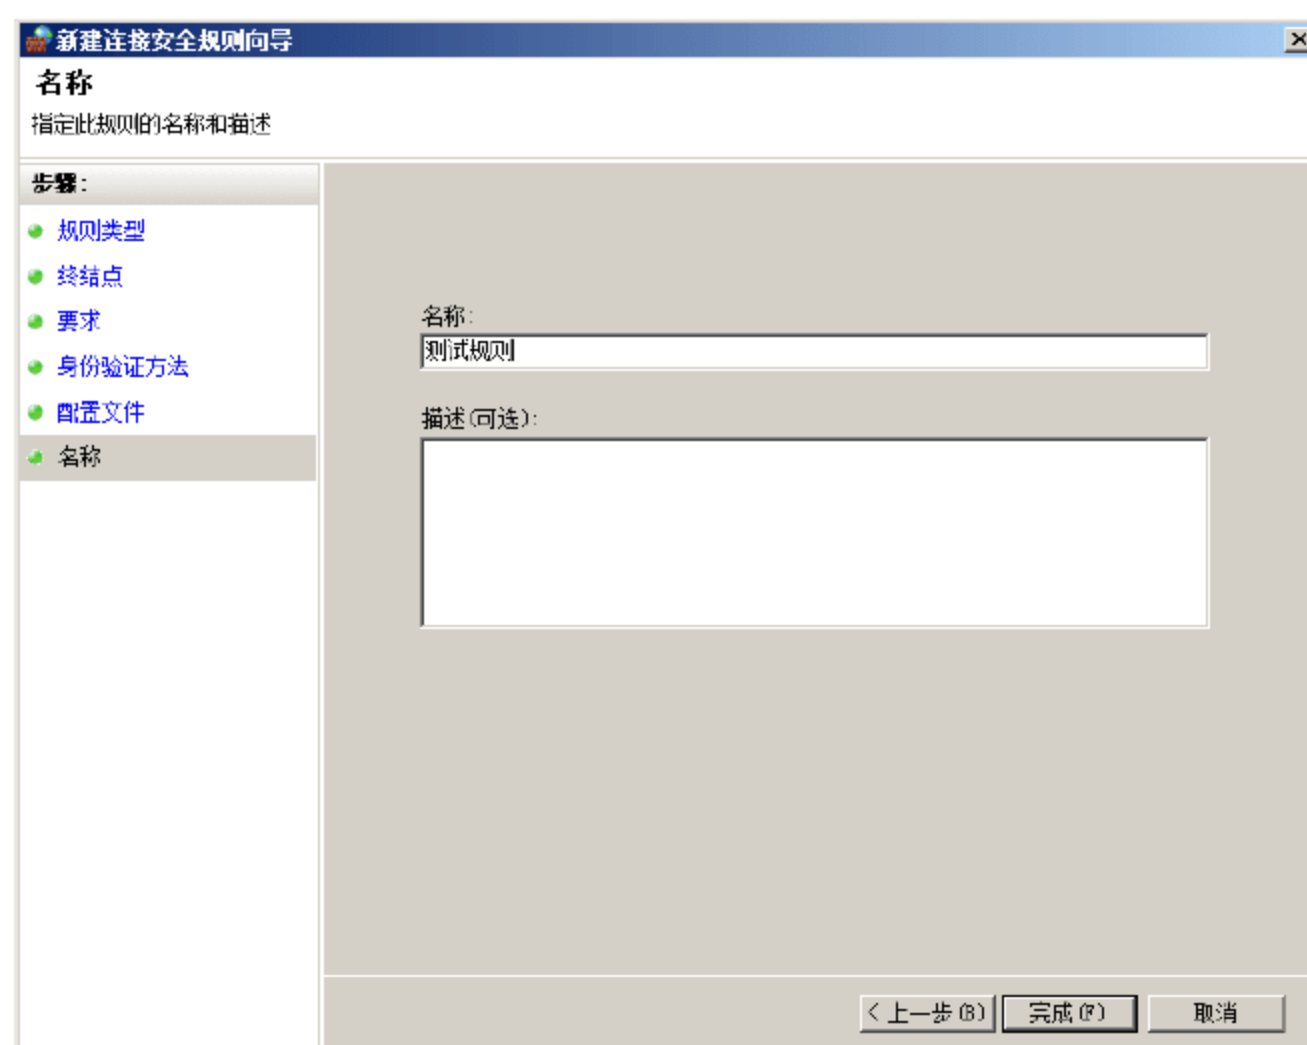 新建连接安全规则向导
名称
指定此规则的名称和描述
步骤:
规则类型
终结点
要求
身份验证方法
配置文件
名称
名称:
测试规则
描述(可选):
< 上一步(B)
完成(F)
取消